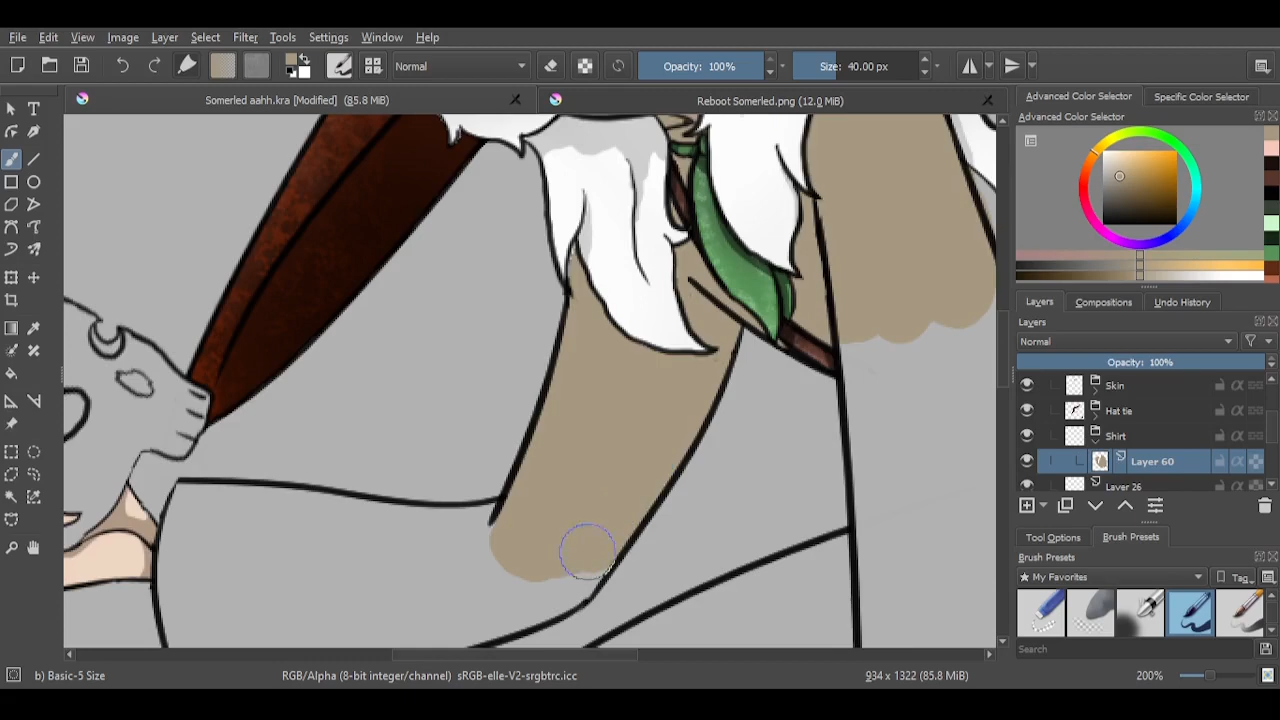 File Edit View Image Layer Select Filter Tools Settings Window Help
Normal
Opacity: 100%
Size: 40.00 px
Somerled aahh.kra [Modified] (85.8 MiB)
Reboot Somerled.png (12.0 MiB)
Advanced Color Selector
Specific Color Selector
Advanced Color Selector
Layers
Compositions
Undo History
Layers
Normal
Opacity: 100%
Skin
Hat tie
Shirt
Layer 60
Layer 26
Tool Options
Brush Presets
Brush Presets
My Favorites
Tag
Search
b) Basic-5 Size
RGB/Alpha (8-bit integer/channel) sRGB-elle-V2-srgbtrc.icc
934 x 1322 (85.8 MiB)
200%